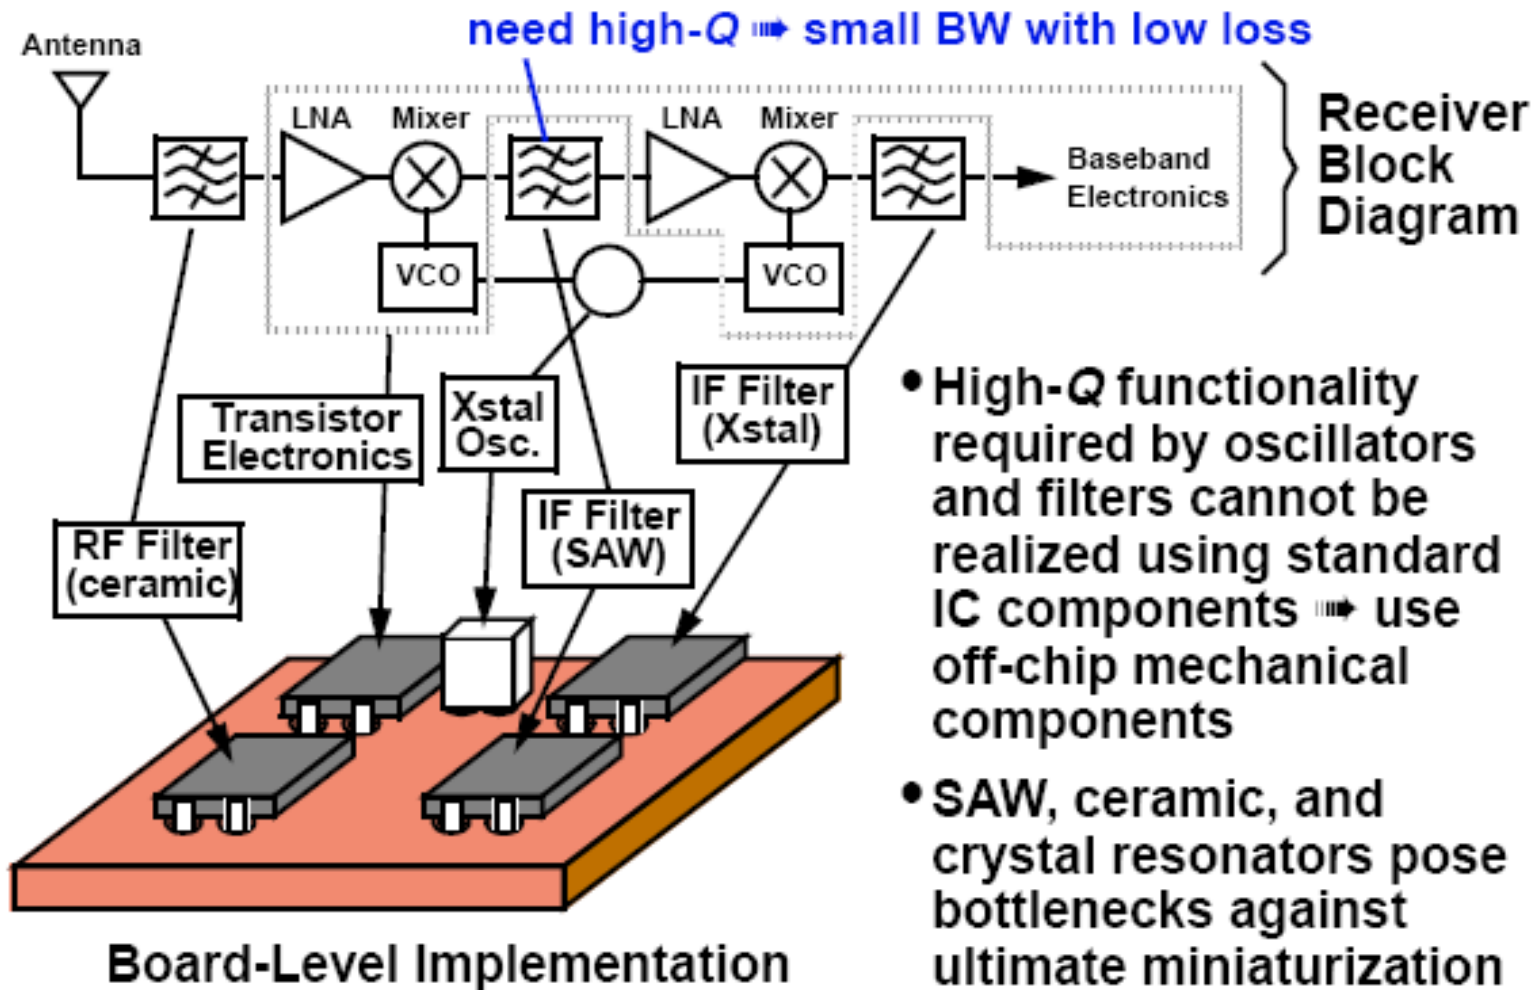 need high-Q ➠ small BW with low loss
Antenna
LNA
Mixer
LNA
Mixer
Baseband
Electronics
VCO
VCO
Receiver
Block
Diagram
Transistor
Electronics
Xstal
Osc.
IF Filter
(Xstal)
RF Filter
(ceramic)
IF Filter
(SAW)
Board-Level Implementation
• High-Q functionality
required by oscillators
and filters cannot be
realized using standard
IC components ➠ use
off-chip mechanical
components
• SAW, ceramic, and
crystal resonators pose
bottlenecks against
ultimate miniaturization